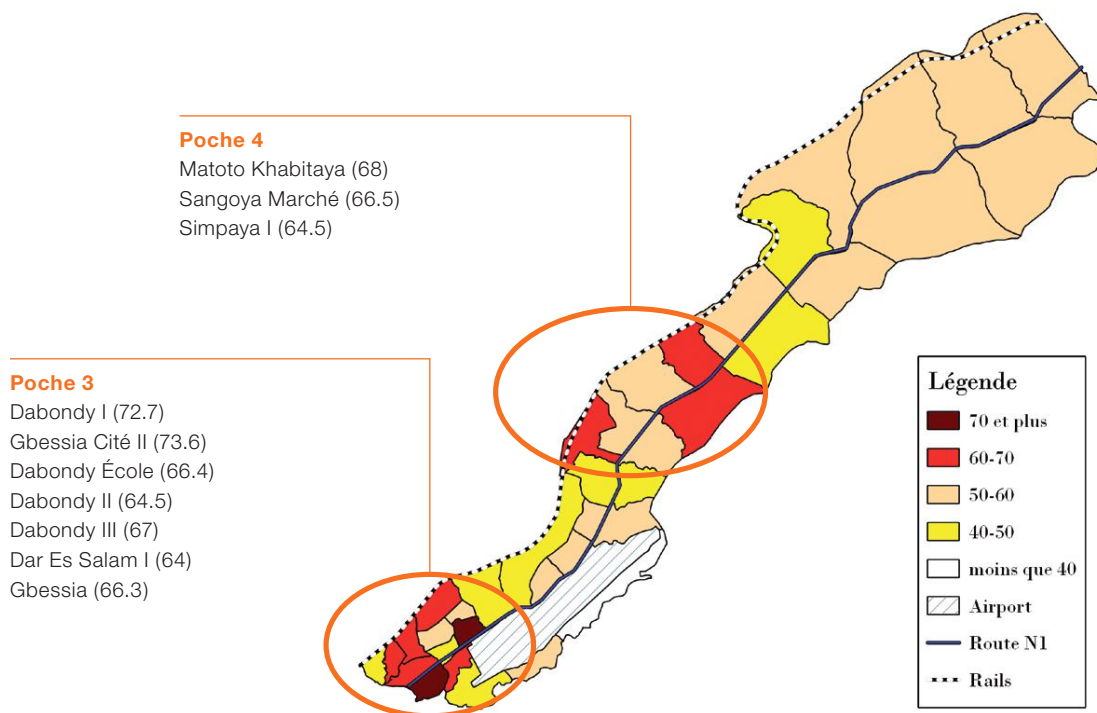 Poche 4
Matoto Khabitaya (68)
Sangoya Marché (66.5)
Simpaya I (64.5)
Poche 3
Dabondy I (72.7)
Gbessia Cité II (73.6)
Dabondy École (66.4)
Dabondy II (64.5)
Dabondy III (67)
Dar Es Salam I (64)
Gbessia (66.3)
Légende
70 et plus
60-70
50-60
40-50
moins que 40
Airport
Route N1
Rails